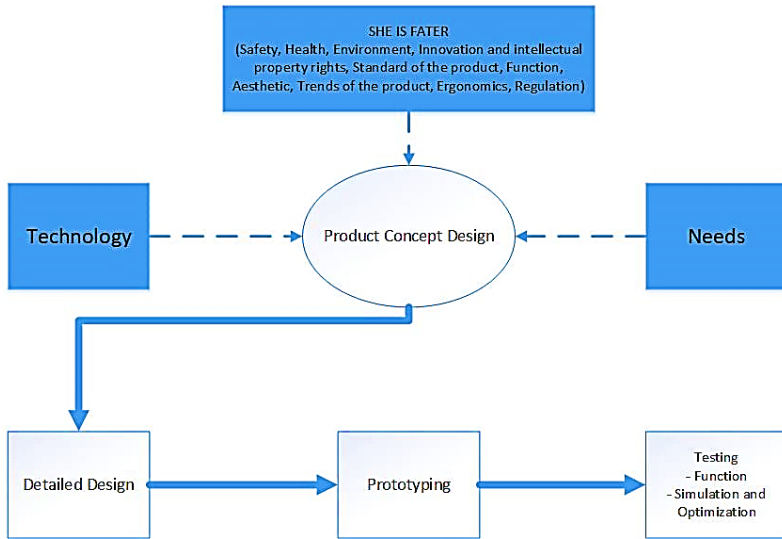 SHE IS FATER
(Safety, Health, Environment, Innovation and intellectual
property rights, Standard of the product, Function,
Aesthetic, Trends of the product, Ergonomics, Regulation)
Technology
Product Concept Design
Needs
Detailed Design
Prototyping
Testing
- Function
- Simulation and
Optimization